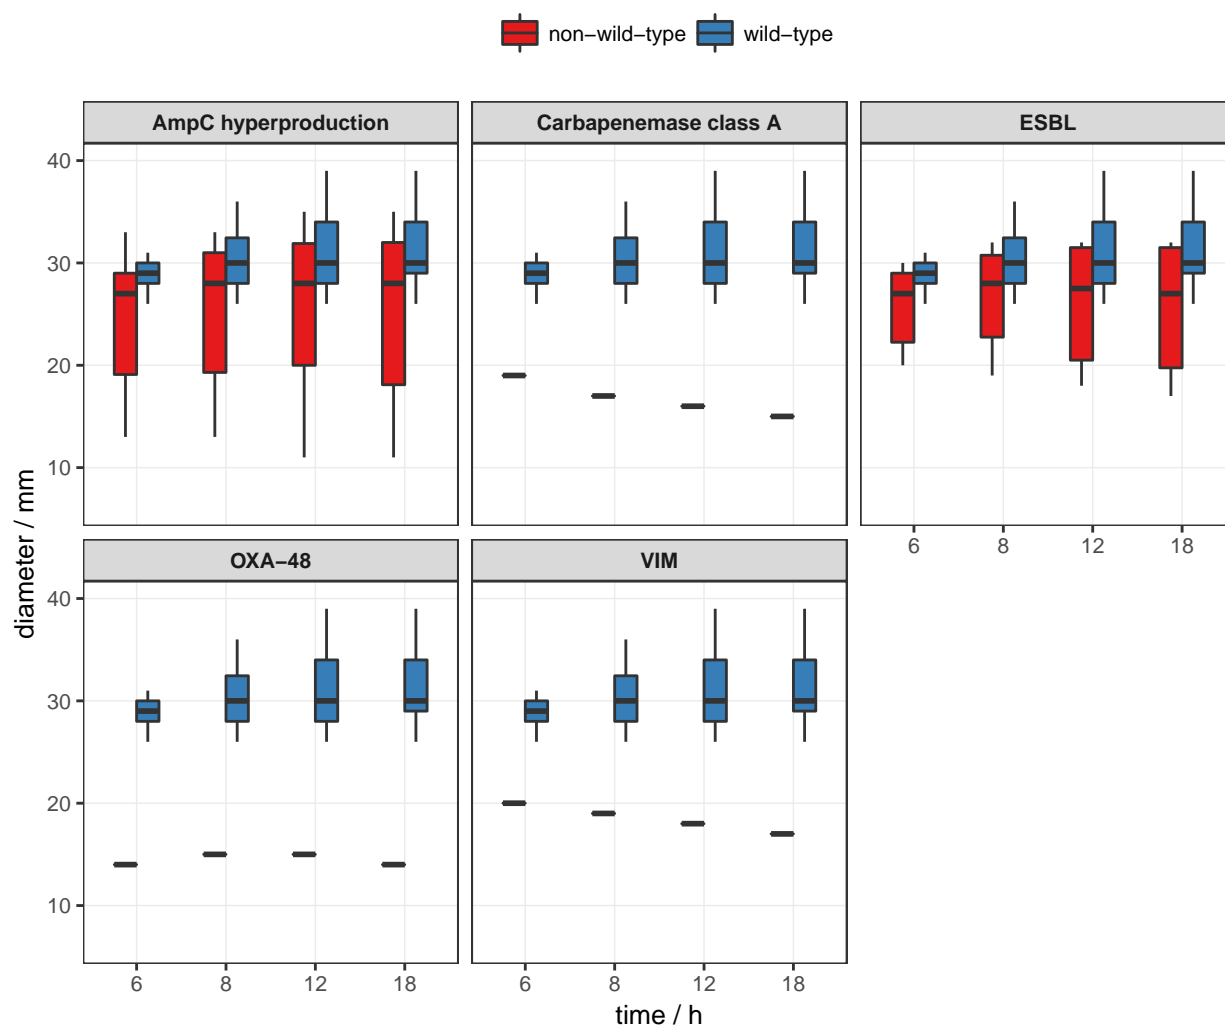 non−wild−type wild−type
AmpC hyperproduction Carbapenemase class A ESBL
40
30
20
10
6 8 12 18
diameter / mm
OXA−48 VIM
40
30
20
10
6 8 12 18 6 8 12 18
time / h